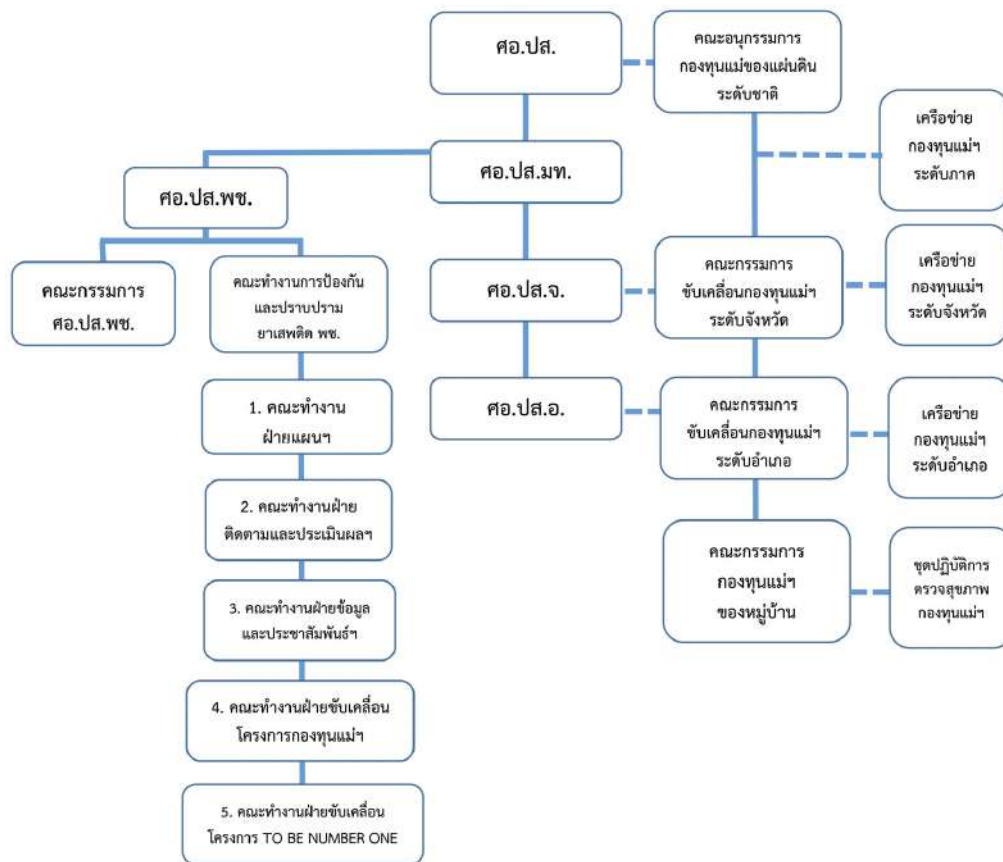 ศอ.ปส.
คณะอนุกรรมการ
กองทุนแม่ของแผ่นดิน
ระดับชาติ
เครือข่าย
กองทุนแม่ฯ
ระดับภาค
ศอ.ปส.มท.
ศอ.ปส.พช.
คณะกรรมการ
ศอ.ปส.พช.
คณะทำงานการป้องกัน
และปราบปราม
ยาเสพติด พช.
ศอ.ปส.จ.
คณะกรรมการ
ขับเคลื่อนกองทุนแม่ฯ
ระดับจังหวัด
เครือข่าย
กองทุนแม่ฯ
ระดับจังหวัด
1. คณะทำงาน
ฝ่ายแผนฯ
ศอ.ปส.อ.
คณะกรรมการ
ขับเคลื่อนกองทุนแม่ฯ
ระดับอำเภอ
เครือข่าย
กองทุนแม่ฯ
ระดับอำเภอ
2. คณะทำงานฝ่าย
ติดตามและประเมินผลฯ
คณะกรรมการ
กองทุนแม่ฯ
ของหมู่บ้าน
ชุดปฏิบัติการ
ตรวจสุขภาพ
กองทุนแม่ฯ
3. คณะทำงานฝ่ายข้อมูล
และประชาสัมพันธ์ฯ
4. คณะทำงานฝ่ายขับเคลื่อน
โครงการกองทุนแม่ฯ
5. คณะทำงานฝ่ายขับเคลื่อน
โครงการ TO BE NUMBER ONE